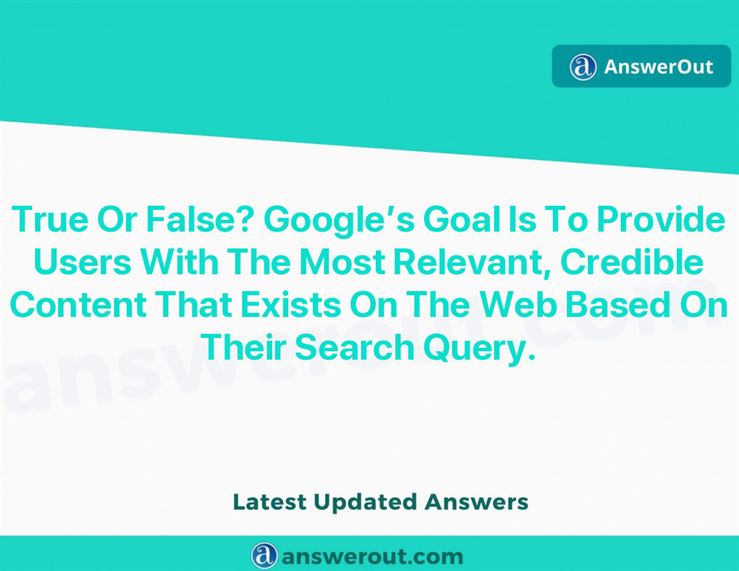 AnswerOut
True Or False? Google's Goal Is To Provide
Users With The Most Relevant, Credible
Content That Exists On The Web Based On
Their Search Query.
answerout.com
Latest Updated Answers
answerout.com